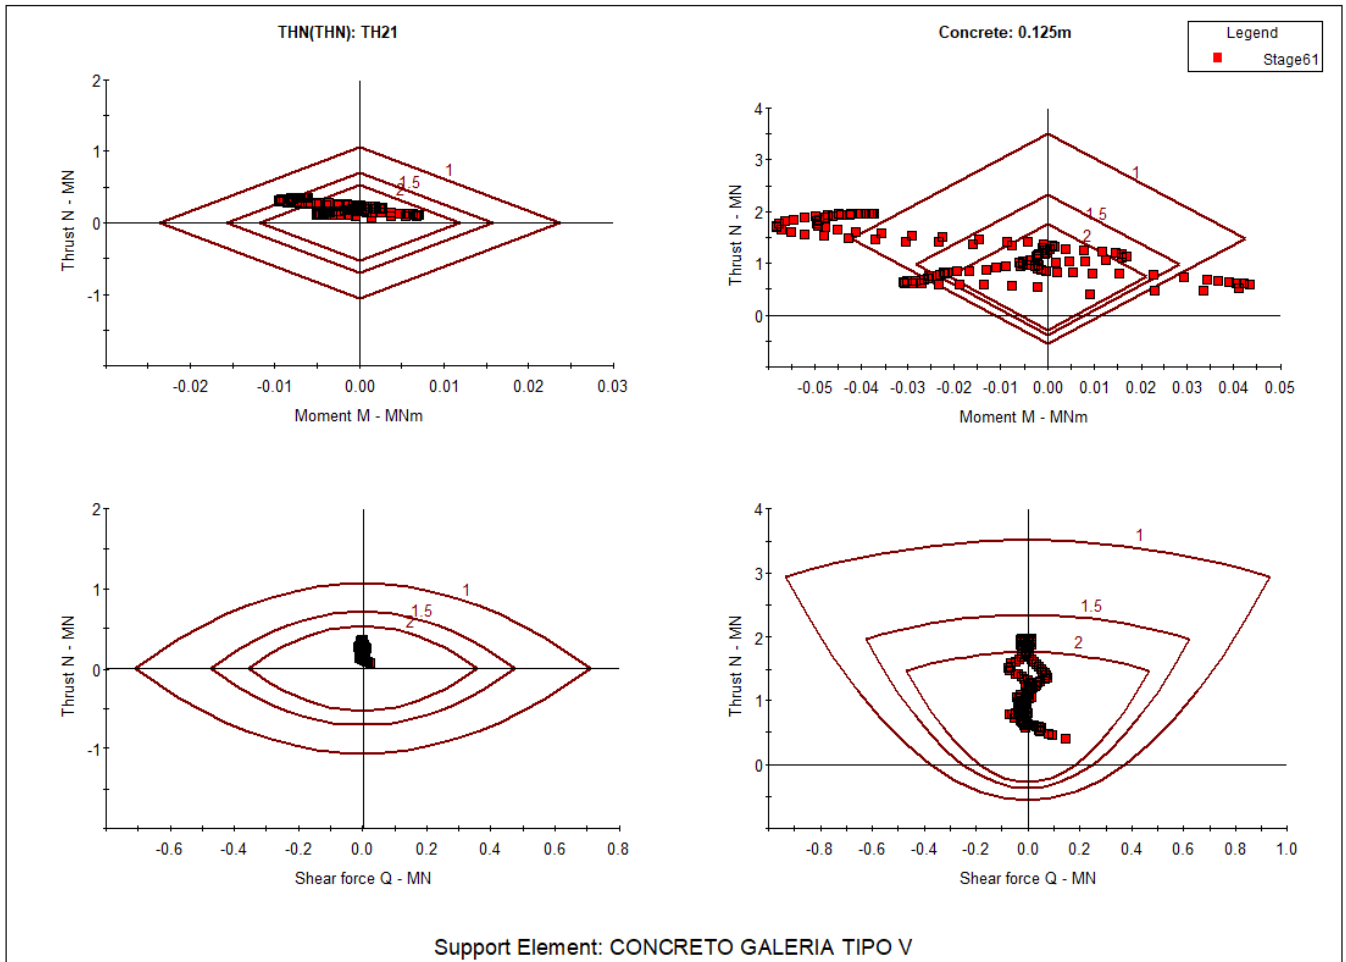 THN(THN): TH21
Concrete: 0.125m
Legend
Stage61
2
1
0
-1
Thrust N - MN
1
1.5
2
-0.02 -0.01 0.00 0.01 0.02 0.03
Moment M - MNm
4
3
2
1
0
Thrust N - MN
1
1.5
2
-0.05 -0.04 -0.03 -0.02 -0.01 0.00 0.01 0.02 0.03 0.04 0.05
Moment M - MNm
2
1
0
-1
Thrust N - MN
1
1.5
2
-0.6 -0.4 -0.2 0.0 0.2 0.4 0.6 0.8
Shear force Q - MN
4
3
2
1
0
Thrust N - MN
1
1.5
2
-0.8 -0.6 -0.4 -0.2 0.0 0.2 0.4 0.6 0.8 1.0
Shear force Q - MN
Support Element: CONCRETO GALERIA TIPO V